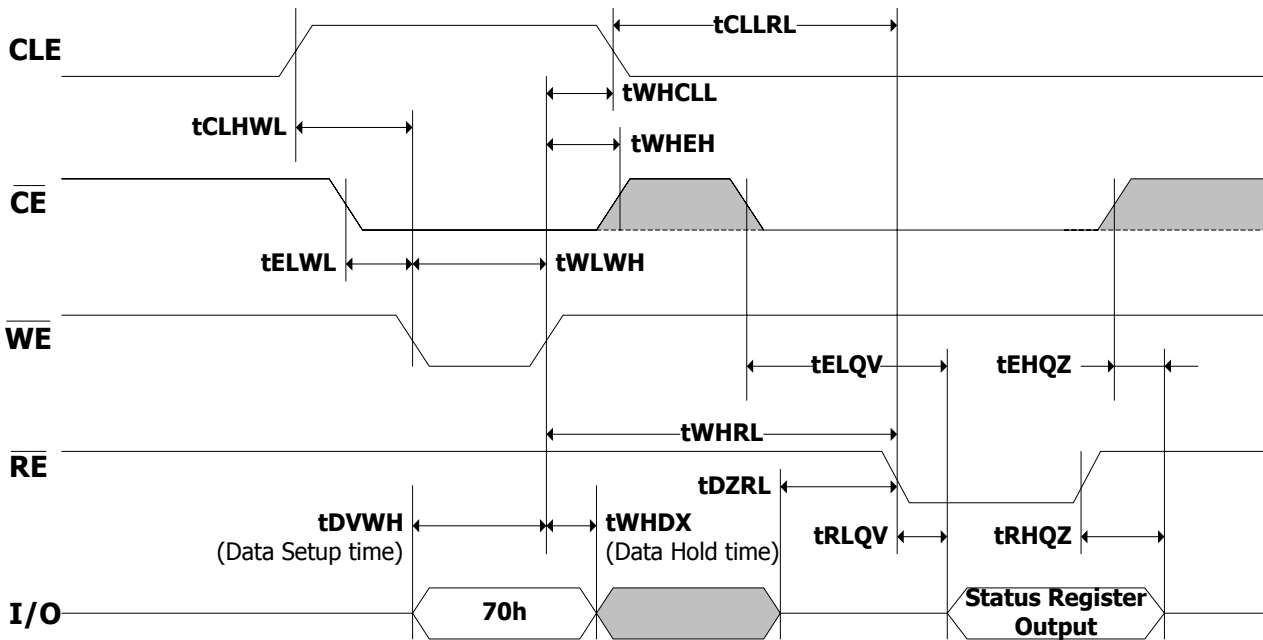 tCLLRL
CLE
tWHCLL
tCLHWL
tWHEH
CE
tELWL
tWLWH
WE
tELQV
tEHQZ
tWHRL
RE
tDZRL
tDVWH
tWHDX
tRLQV
tRHQZ
(Data Setup time)
(Data Hold time)
I/O
70h
Status Register
Output